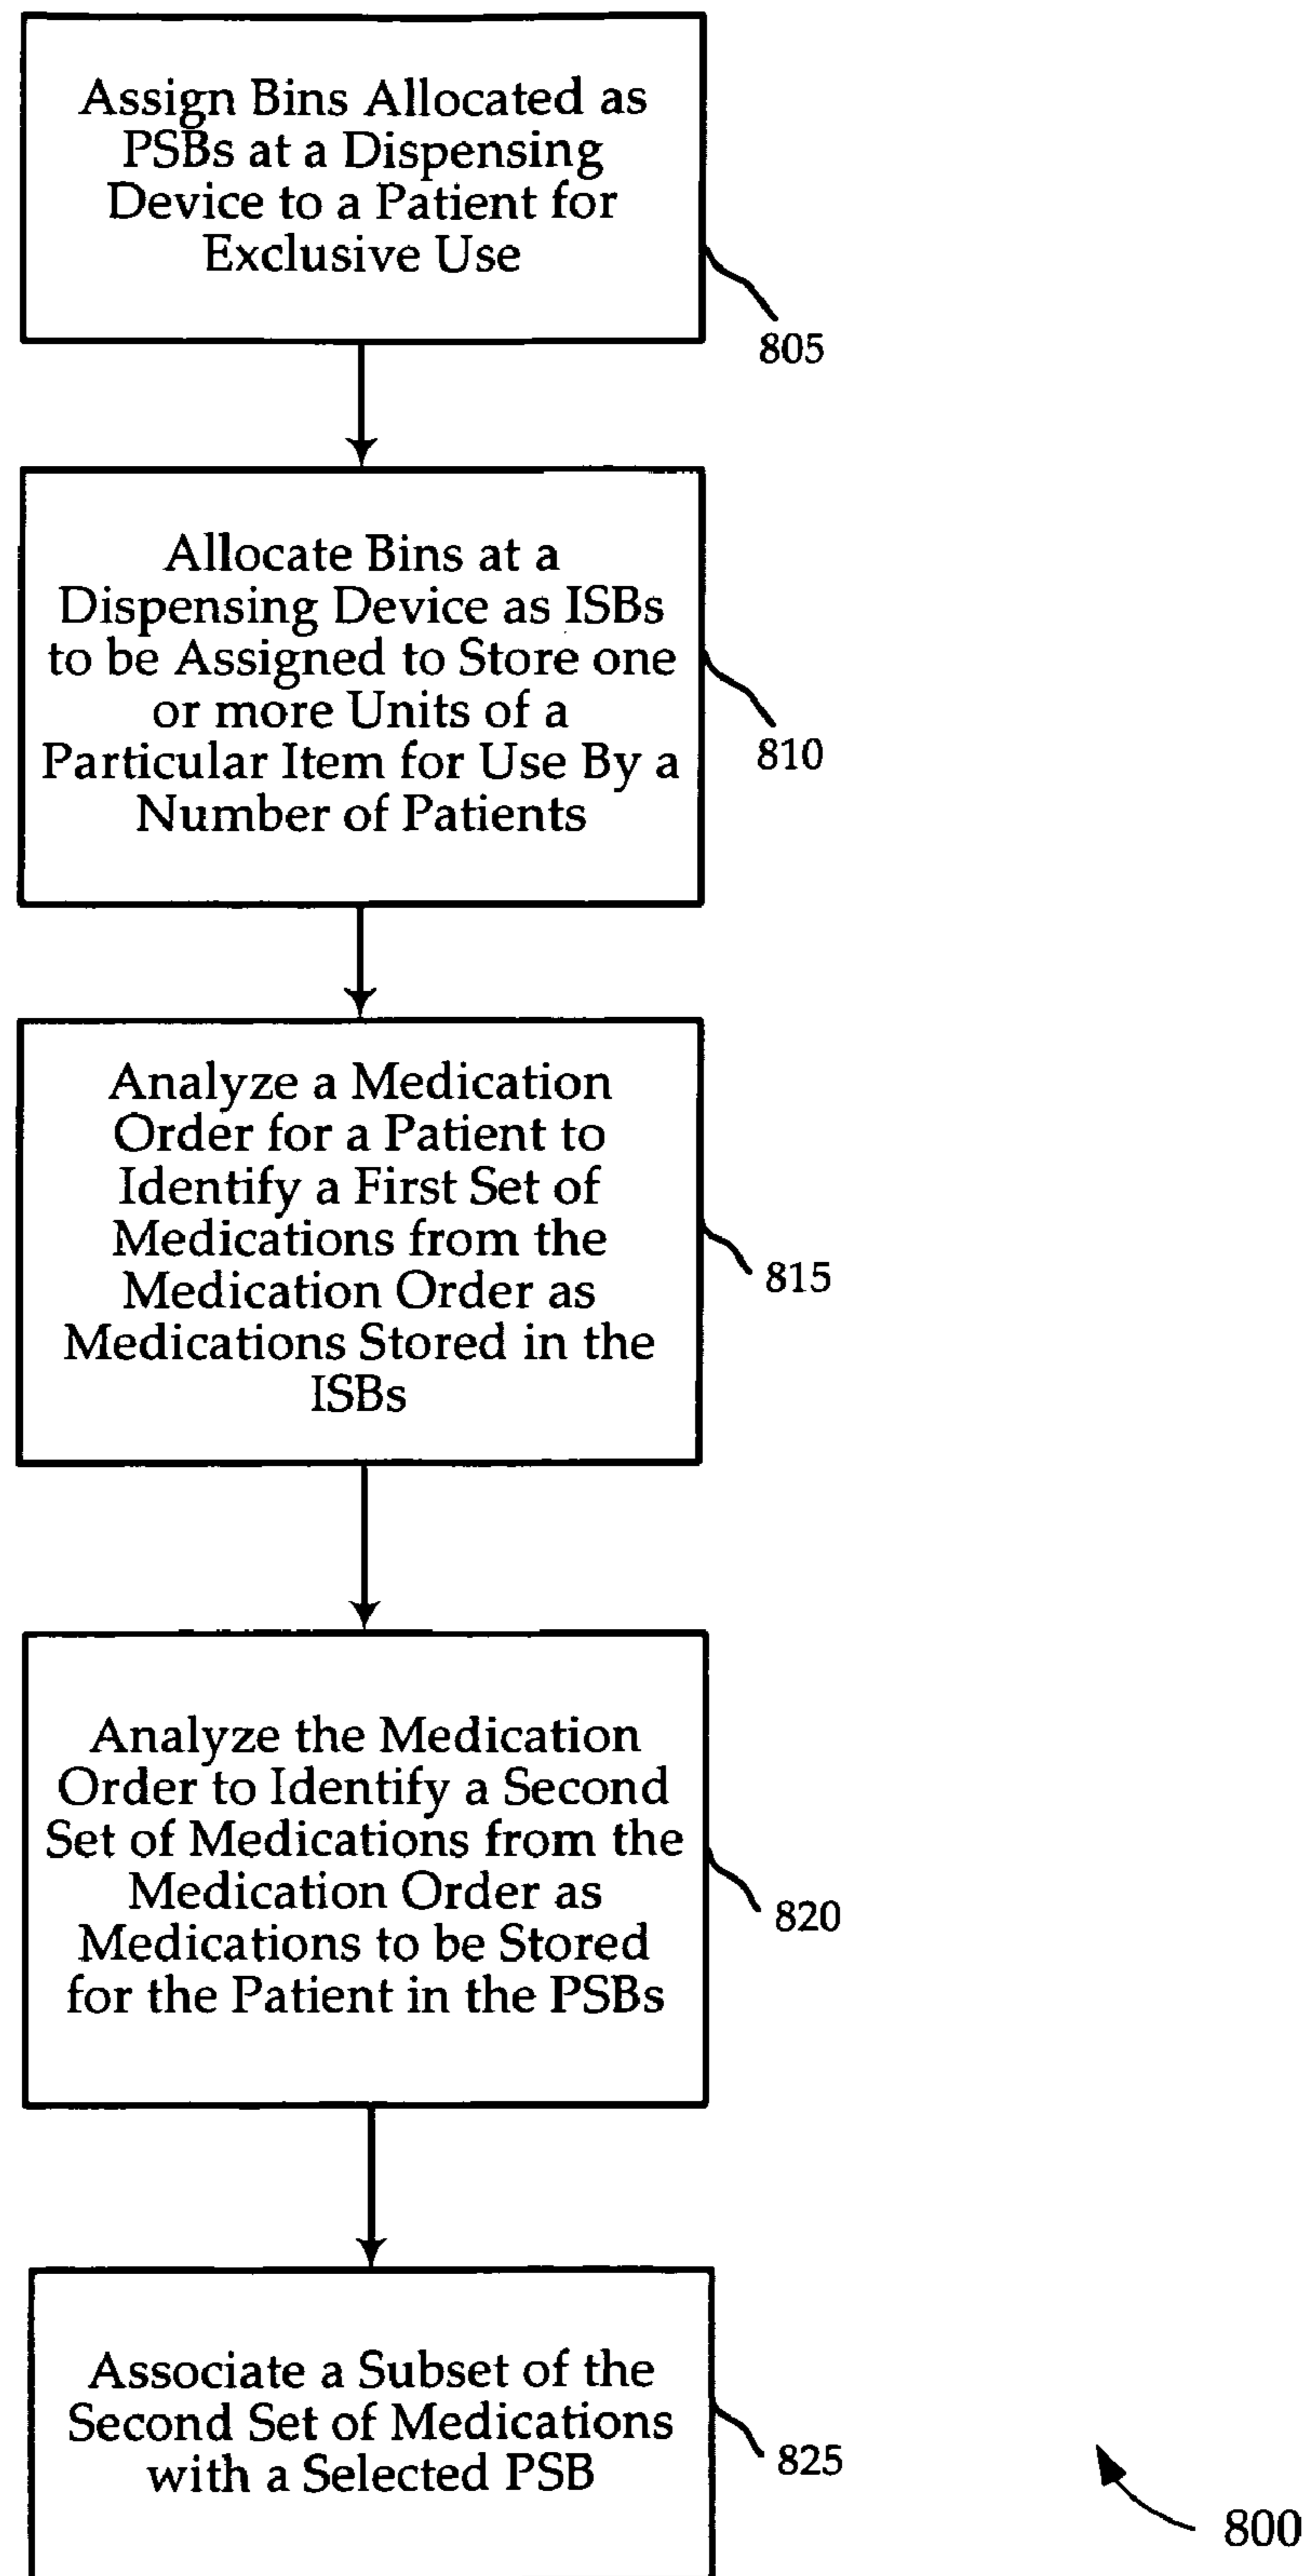 Assign Bins Allocated as
PSBs at a Dispensing
Device to a Patient for
Exclusive Use
805
Allocate Bins at a
Dispensing Device as ISBs
to be Assigned to Store one
or more Units of a
Particular Item for Use By a
Number of Patients
810
Analyze a Medication
Order for a Patient to
Identify a First Set of
Medications from the
Medication Order as
Medications Stored in the
ISBs
815
Analyze the Medication
Order to Identify a Second
Set of Medications from the
Medication Order as
Medications to be Stored
for the Patient in the PSBs
820
Associate a Subset of the
Second Set of Medications
with a Selected PSB
825
800